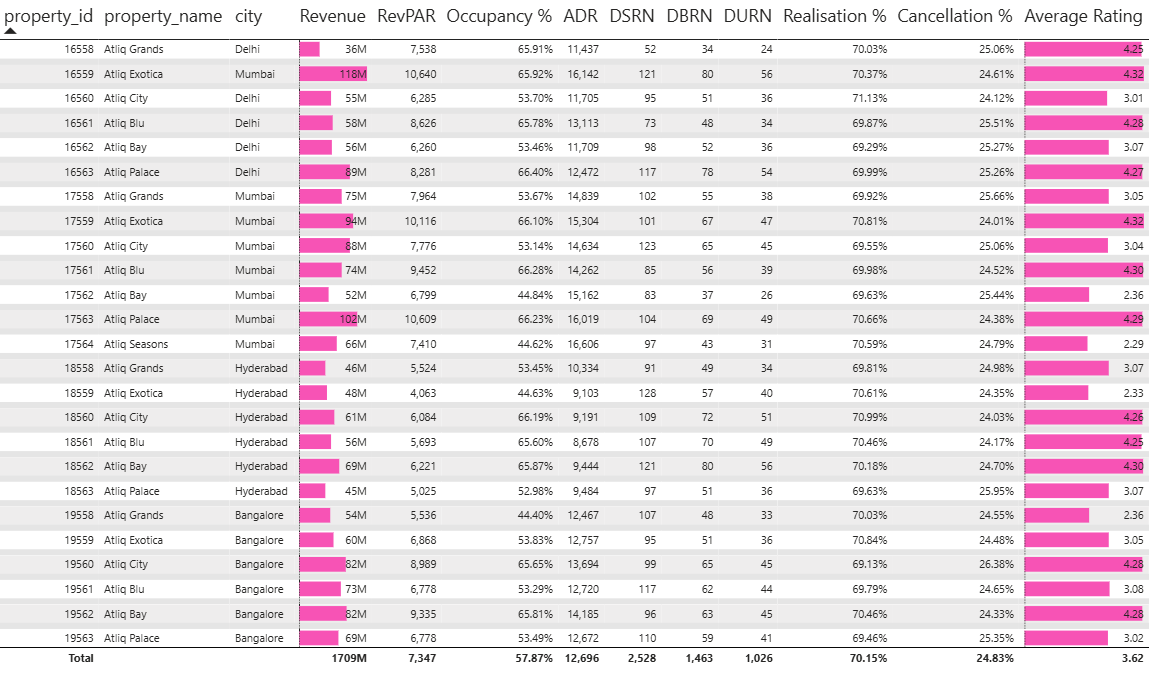 property_id property_name city Revenue RevPAR Occupancy % ADR DSRN DBRN DURN Realisation % Cancellation % Average Rating
16558 Atliq Grands Delhi 36M 7,538 65.91% 11,437 52 34 24 70.03% 25.06% 4.25
16559 Atliq Exotica Mumbai 118M 10,640 65.92% 16,142 121 80 56 70.37% 24.61% 4.32
16560 Atliq City Delhi 55M 6,285 53.70% 11,705 95 51 36 71.13% 24.12% 3.01
16561 Atliq Blu Delhi 58M 8,626 65.78% 13,113 73 48 34 69.87% 25.51% 4.28
16562 Atliq Bay Delhi 56M 6,260 53.46% 11,709 98 52 36 69.29% 25.27% 3.07
16563 Atliq Palace Delhi 89M 8,281 66.40% 12,472 117 78 54 69.99% 25.26% 4.27
17558 Atliq Grands Mumbai 75M 7,964 53.67% 14,839 102 55 38 69.92% 25.66% 3.05
17559 Atliq Exotica Mumbai 94M 10,116 66.10% 15,304 101 67 47 70.81% 24.01% 4.32
17560 Atliq City Mumbai 88M 7,776 53.14% 14,634 123 65 45 69.55% 25.06% 3.04
17561 Atliq Blu Mumbai 74M 9,452 66.28% 14,262 85 56 39 69.98% 24.52% 4.30
17562 Atliq Bay Mumbai 52M 6,799 44.84% 15,162 83 37 26 69.63% 25.44% 2.36
17563 Atliq Palace Mumbai 102M 10,609 66.23% 16,019 104 69 49 70.66% 24.38% 4.29
17564 Atliq Seasons Mumbai 66M 7,410 44.62% 16,606 97 43 31 70.59% 24.79% 2.29
18558 Atliq Grands Hyderabad 46M 5,524 53.45% 10,334 91 49 34 69.81% 24.98% 3.07
18559 Atliq Exotica Hyderabad 48M 4,063 44.63% 9,103 128 57 40 70.61% 24.35% 2.33
18560 Atliq City Hyderabad 61M 6,084 66.19% 9,191 109 72 51 70.99% 24.03% 4.26
18561 Atliq Blu Hyderabad 56M 5,693 65.60% 8,678 107 70 49 70.46% 24.17% 4.25
18562 Atliq Bay Hyderabad 69M 6,221 65.87% 9,444 121 80 56 70.18% 24.70% 4.30
18563 Atliq Palace Hyderabad 45M 5,025 52.98% 9,484 97 51 36 69.63% 25.95% 3.07
19558 Atliq Grands Bangalore 54M 5,536 44.40% 12,467 107 48 33 70.03% 24.55% 2.36
19559 Atliq Exotica Bangalore 60M 6,868 53.83% 12,757 95 51 36 70.84% 24.48% 3.05
19560 Atliq City Bangalore 82M 8,989 65.65% 13,694 99 65 45 69.13% 26.38% 4.28
19561 Atliq Blu Bangalore 73M 6,778 53.29% 12,720 117 62 44 69.79% 24.65% 3.08
19562 Atliq Bay Bangalore 82M 9,335 65.81% 14,185 96 63 45 70.46% 24.33% 4.28
19563 Atliq Palace Bangalore 69M 6,778 53.49% 12,672 110 59 41 69.46% 25.35% 3.02
Total 1709M 7,347 57.87% 12,696 2,528 1,463 1,026 70.15% 24.83% 3.62